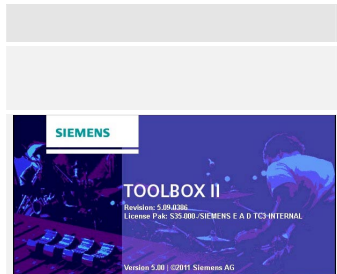 SIEMENS
TOOLBOX II
Revision: 5.09.0386
License Pak: S35-000-/SIEMENS E A D TC3-INTERNAL
Version 5.00 | ©2011 Siemens AG